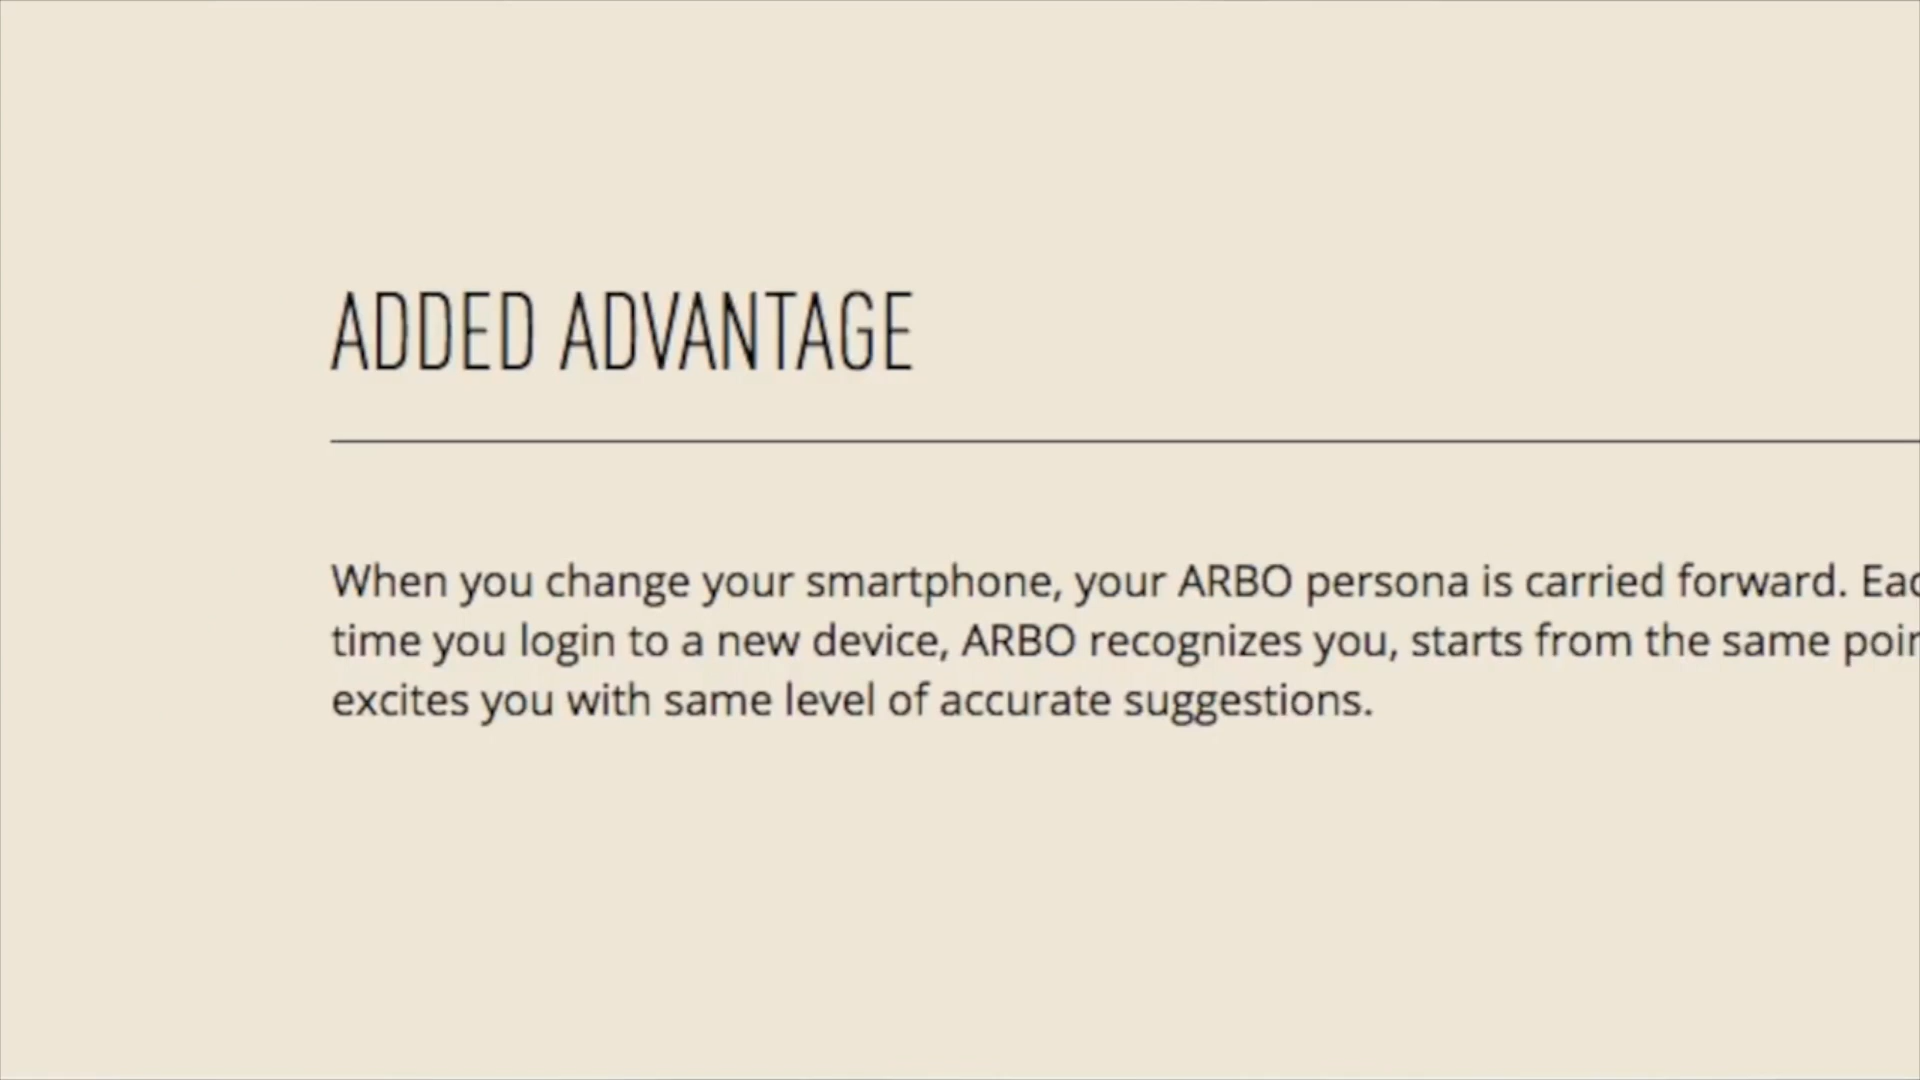 ADDED ADVANTAGE
When you change your smartphone, your ARBO persona is carried forward.
time you login to a new device, ARBO recognizes you, starts from the same
excites you with same level of accurate suggestions.